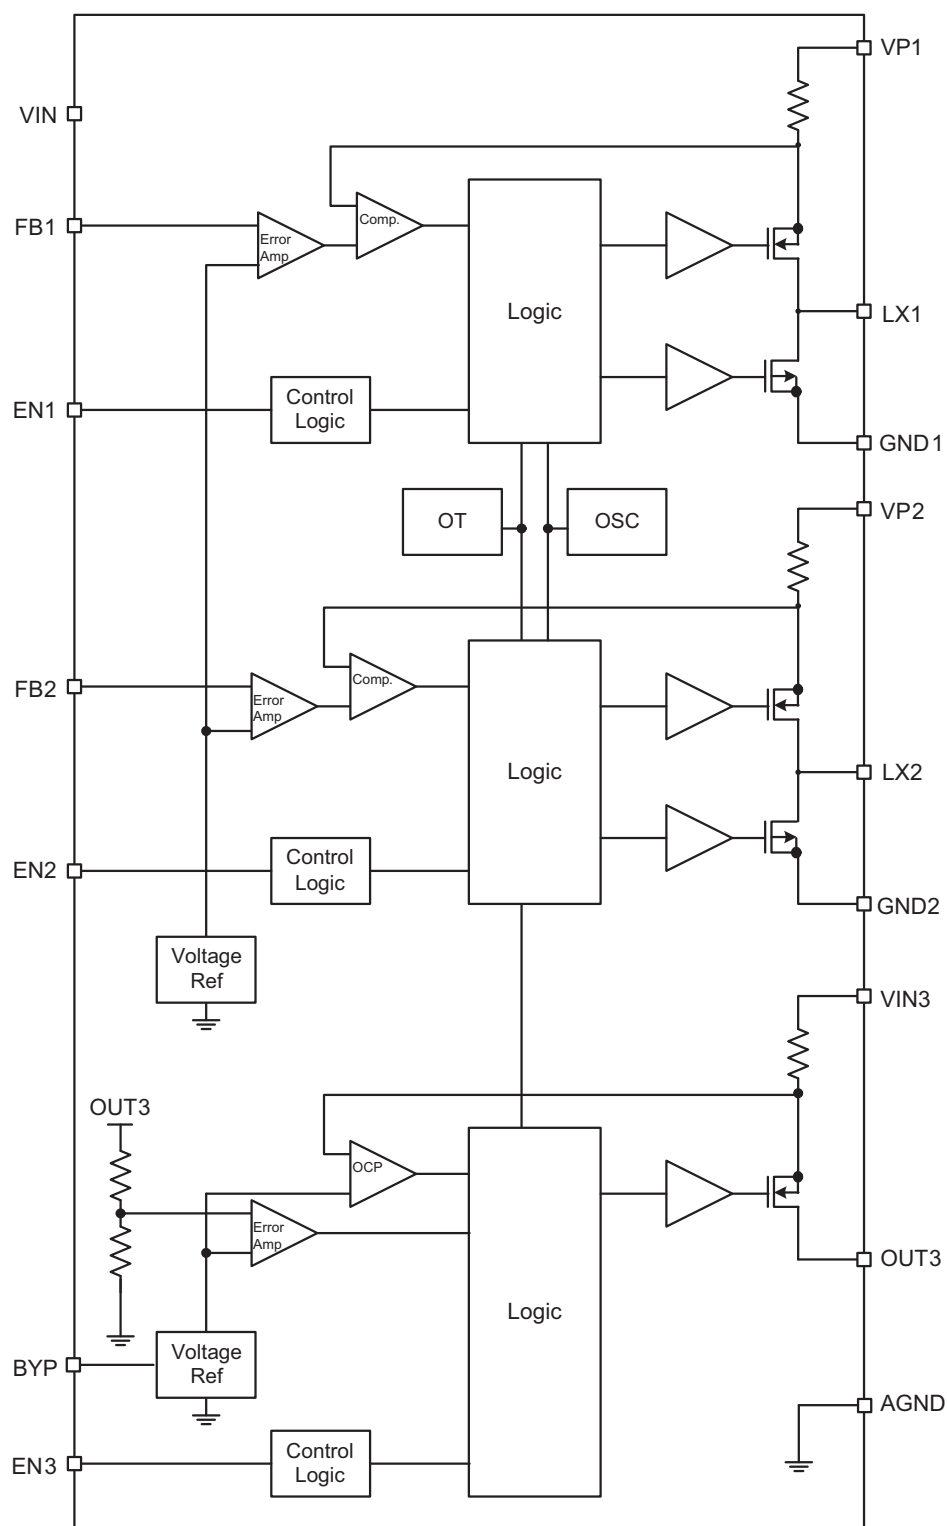 VP1
VIN
Comp.
FB1
Error
Amp
Logic
LX1
Control
Logic
EN1
GND1
VP2
OT
OSC
FB2
Comp.
Error
Amp
Logic
LX2
Control
Logic
EN2
GND2
Voltage
Ref
VIN3
OUT3
OCP
Error
Amp
OUT3
Logic
BYP
Voltage
Ref
AGND
EN3
Control
Logic